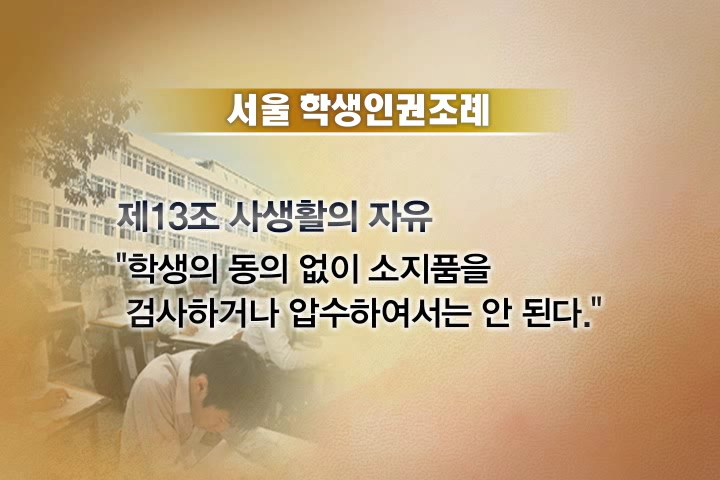 서울 학생인권조례
제13조 사생활의 자유
"학생의 동의 없이 소지품을
검사하거나 압수하여서는 안 된다."